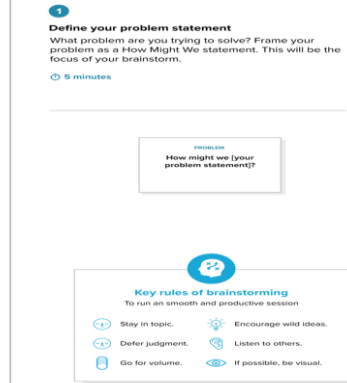 1
Define your problem statement
What problem are you trying to solve? Frame your
problem as a How Might We statement. This will be the
focus of your brainstorm.
5 minutes
PROBLEM
How might we [your
problem statement]?
Key rules of brainstorming
To run an smooth and productive session
Stay in topic.
Encourage wild ideas.
Defer judgment.
Listen to others.
Go for volume.
If possible, be visual.